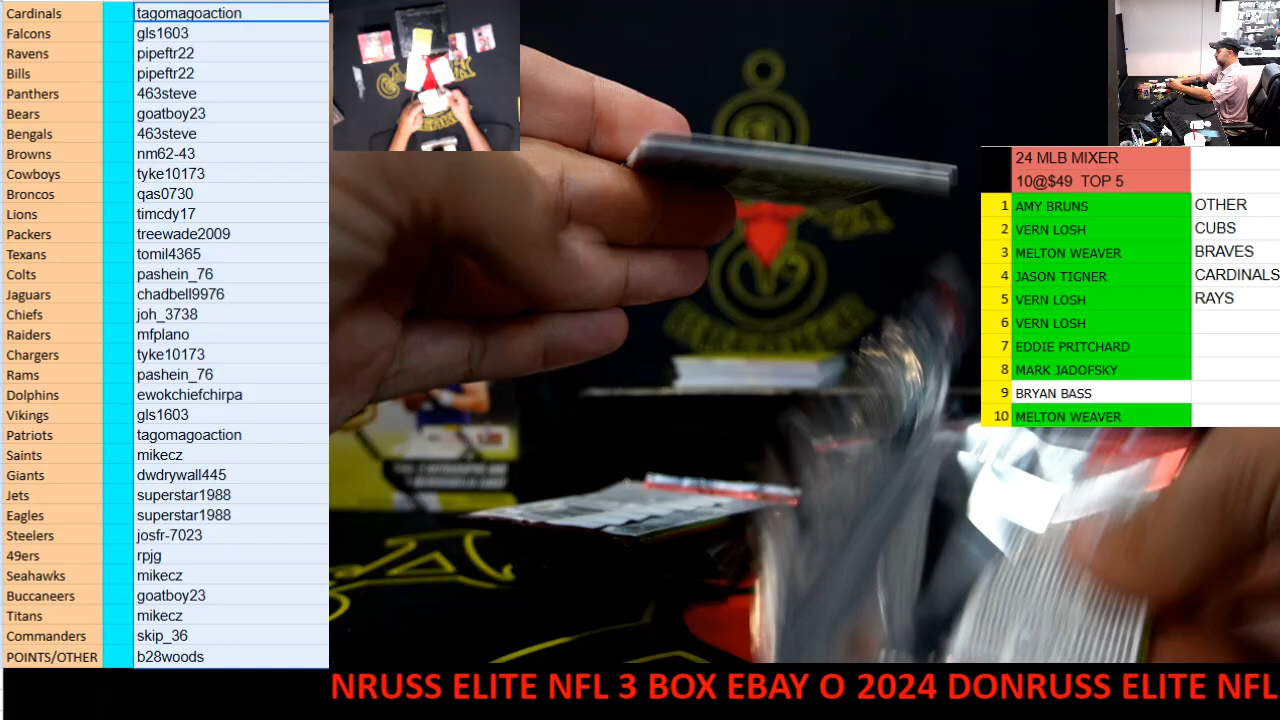 Cardinals tagomagoaction
Falcons gls1603
Ravens pipeftr22
Bills pipeftr22
Panthers 463steve
Bears goatboy23
Bengals 463steve
Browns nm62-43
Cowboys tyke10173
Broncos qas0730
Lions timcdy17
Packers treewade2009
Texans tomil4365
Colts pashein_76
Jaguars chadbell9976
Chiefs joh_3738
Raiders mfplano
Chargers tyke10173
Rams pashein_76
Dolphins ewokchiefchirpa
Vikings gls1603
Patriots tagomagoaction
Saints mikecz
Giants dwdrywall445
Jets superstar1988
Eagles superstar1988
Steelers josfr-7023
49ers rpjg
Seahawks mikecz
Buccaneers goatboy23
Titans mikecz
Commanders skip_36
POINTS/OTHER b28woods
24 MLB MIXER
10@$49 TOP 5
1 AMY BRUNS OTHER
2 VERN LOSH CUBS
3 MELTON WEAVER BRAVES
4 JASON TIGNER CARDINALS
5 VERN LOSH RAYS
6 VERN LOSH
7 EDDIE PRITCHARD
8 MARK JADOFSKY
9 BRYAN BASS
10 MELTON WEAVER
NRUSS ELITE NFL 3 BOX EBAY O 2024 DONRUSS ELITE NFL